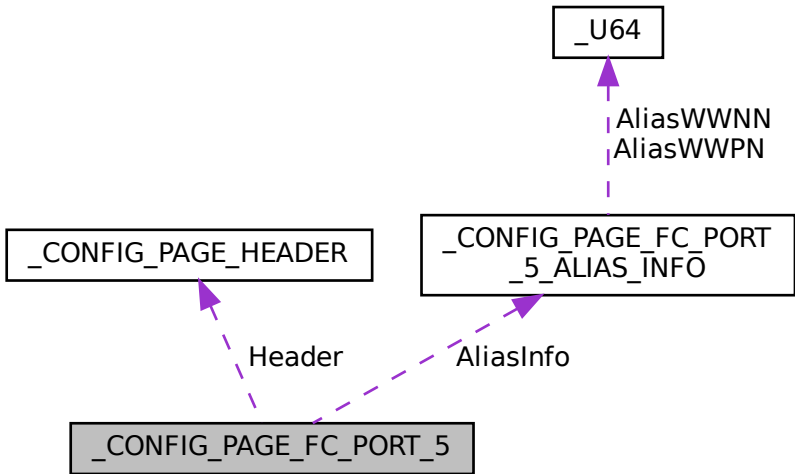 _U64
AliasWWNN
AliasWWPN
_CONFIG_PAGE_HEADER
_CONFIG_PAGE_FC_PORT
_5_ALIAS_INFO
Header
AliasInfo
_CONFIG_PAGE_FC_PORT_5